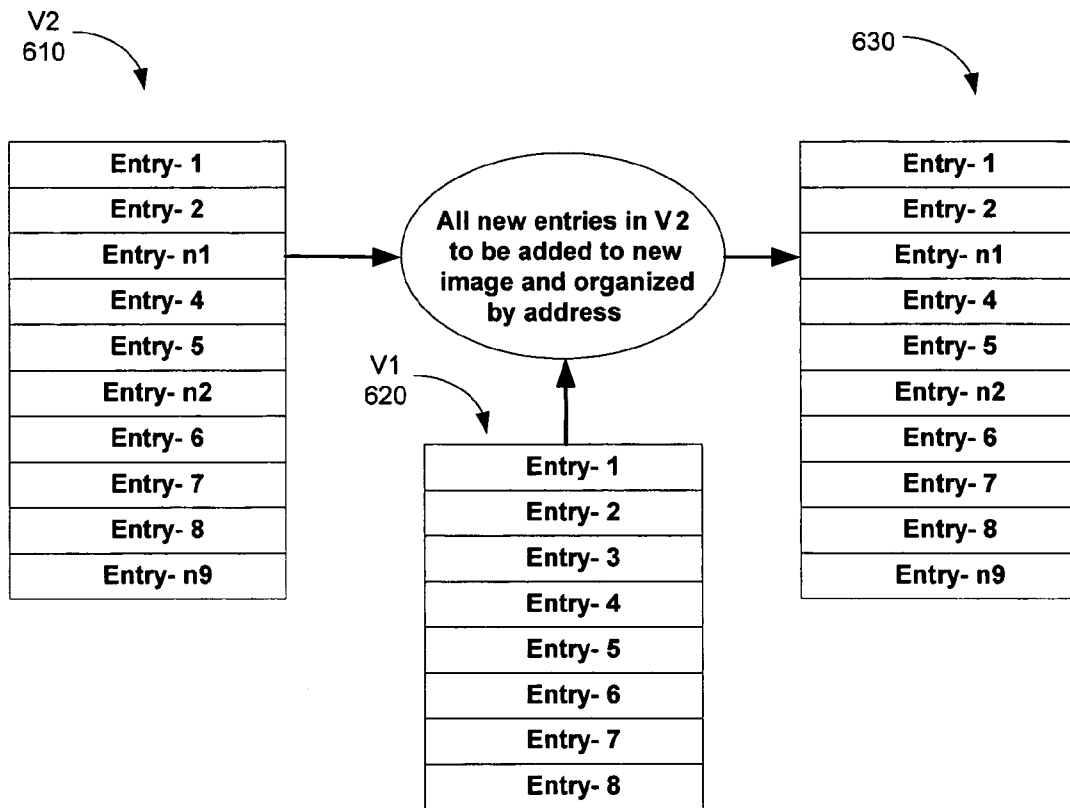 V2
610
630
Entry- 1
Entry- 2
Entry- n1
Entry- 4
Entry- 5
Entry- n2
Entry- 6
Entry- 7
Entry- 8
Entry- n9
All new entries in V2
to be added to new
image and organized
by address
V1
620
Entry- 1
Entry- 2
Entry- 3
Entry- 4
Entry- 5
Entry- 6
Entry- 7
Entry- 8
Entry- 1
Entry- 2
Entry- n1
Entry- 4
Entry- 5
Entry- n2
Entry- 6
Entry- 7
Entry- 8
Entry- n9